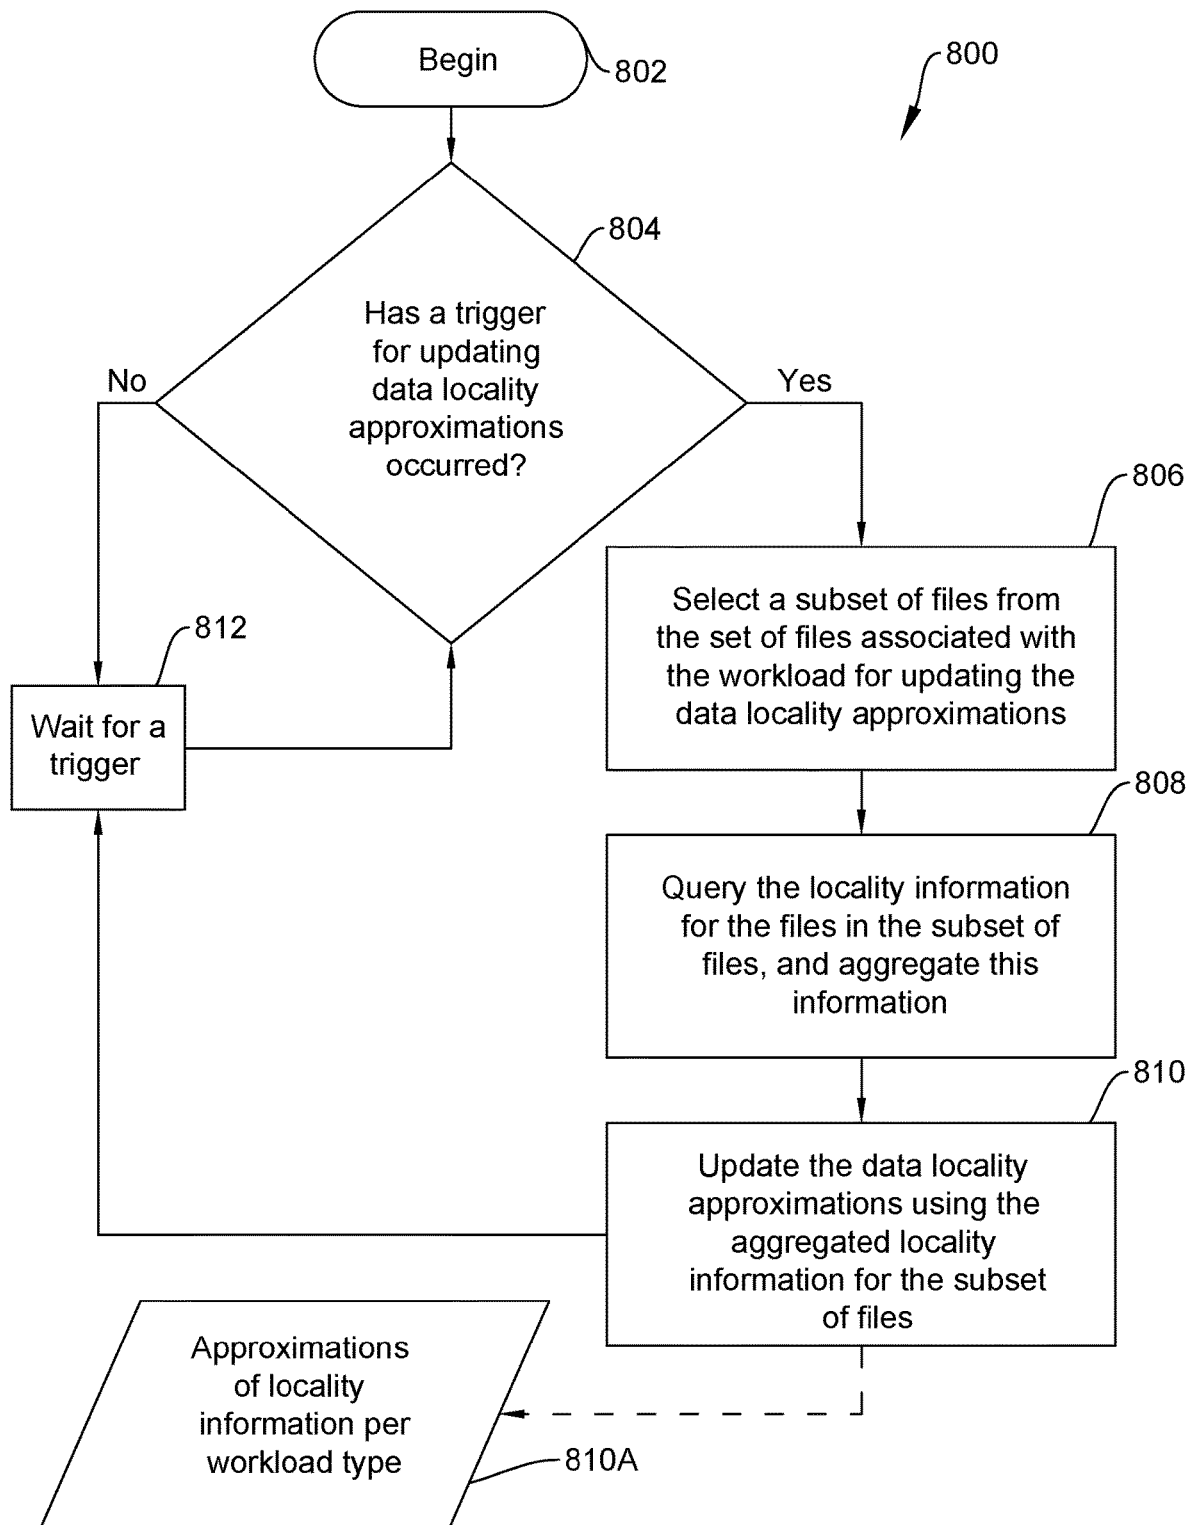 Begin
802
800
804
Has a trigger
for updating
data locality
approximations
occurred?
No
Yes
806
Select a subset of files from
the set of files associated with
the workload for updating the
data locality approximations
812
Wait for a
trigger
808
Query the locality information
for the files in the subset of
files, and aggregate this
information
810
Update the data locality
approximations using the
aggregated locality
information for the subset
of files
Approximations
of locality
information per
workload type
810A